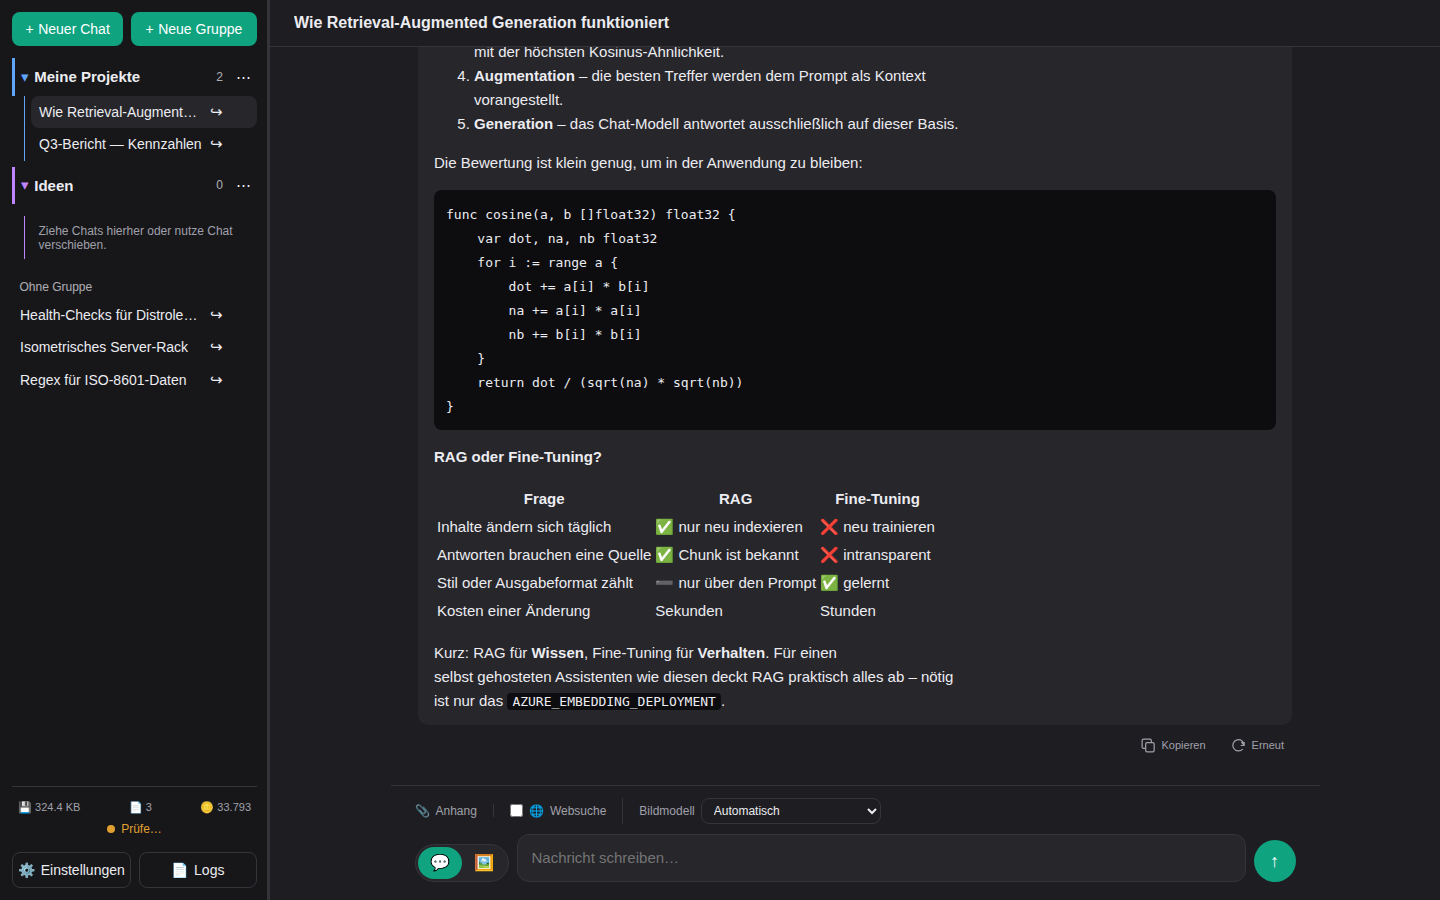 + Neuer Chat
+ Neue Gruppe
▾ Meine Projekte 2 ⋯
Wie Retrieval-Augment… ↪
Q3-Bericht — Kennzahlen ↪
▾ Ideen 0 ⋯
Ziehe Chats hierher oder nutze Chat
verschieben.
Ohne Gruppe
Health-Checks für Distrole… ↪
Isometrisches Server-Rack ↪
Regex für ISO-8601-Daten ↪
💾 324.4 KB 📄 3 🪙 33.793
Prüfe…
⚙️ Einstellungen
📄 Logs
Wie Retrieval-Augmented Generation funktioniert
mit der höchsten Kosinus-Ähnlichkeit.
4. Augmentation – die besten Treffer werden dem Prompt als Kontext
vorangestellt.
5. Generation – das Chat-Modell antwortet ausschließlich auf dieser Basis.
Die Bewertung ist klein genug, um in der Anwendung zu bleiben:
func cosine(a, b []float32) float32 {
    var dot, na, nb float32
    for i := range a {
        dot += a[i] * b[i]
        na += a[i] * a[i]
        nb += b[i] * b[i]
    }
    return dot / (sqrt(na) * sqrt(nb))
}
RAG oder Fine-Tuning?
Frage RAG Fine-Tuning
Inhalte ändern sich täglich ✅ nur neu indexieren ❌ neu trainieren
Antworten brauchen eine Quelle ✅ Chunk ist bekannt ❌ intransparent
Stil oder Ausgabeformat zählt ➖ nur über den Prompt ✅ gelernt
Kosten einer Änderung Sekunden Stunden
Kurz: RAG für Wissen, Fine-Tuning für Verhalten. Für einen
selbst gehosteten Assistenten wie diesen deckt RAG praktisch alles ab – nötig
ist nur das AZURE_EMBEDDING_DEPLOYMENT.
Kopieren Erneut
📎 Anhang 🌐 Websuche Bildmodell Automatisch
💬 🖼️ Nachricht schreiben… ↑